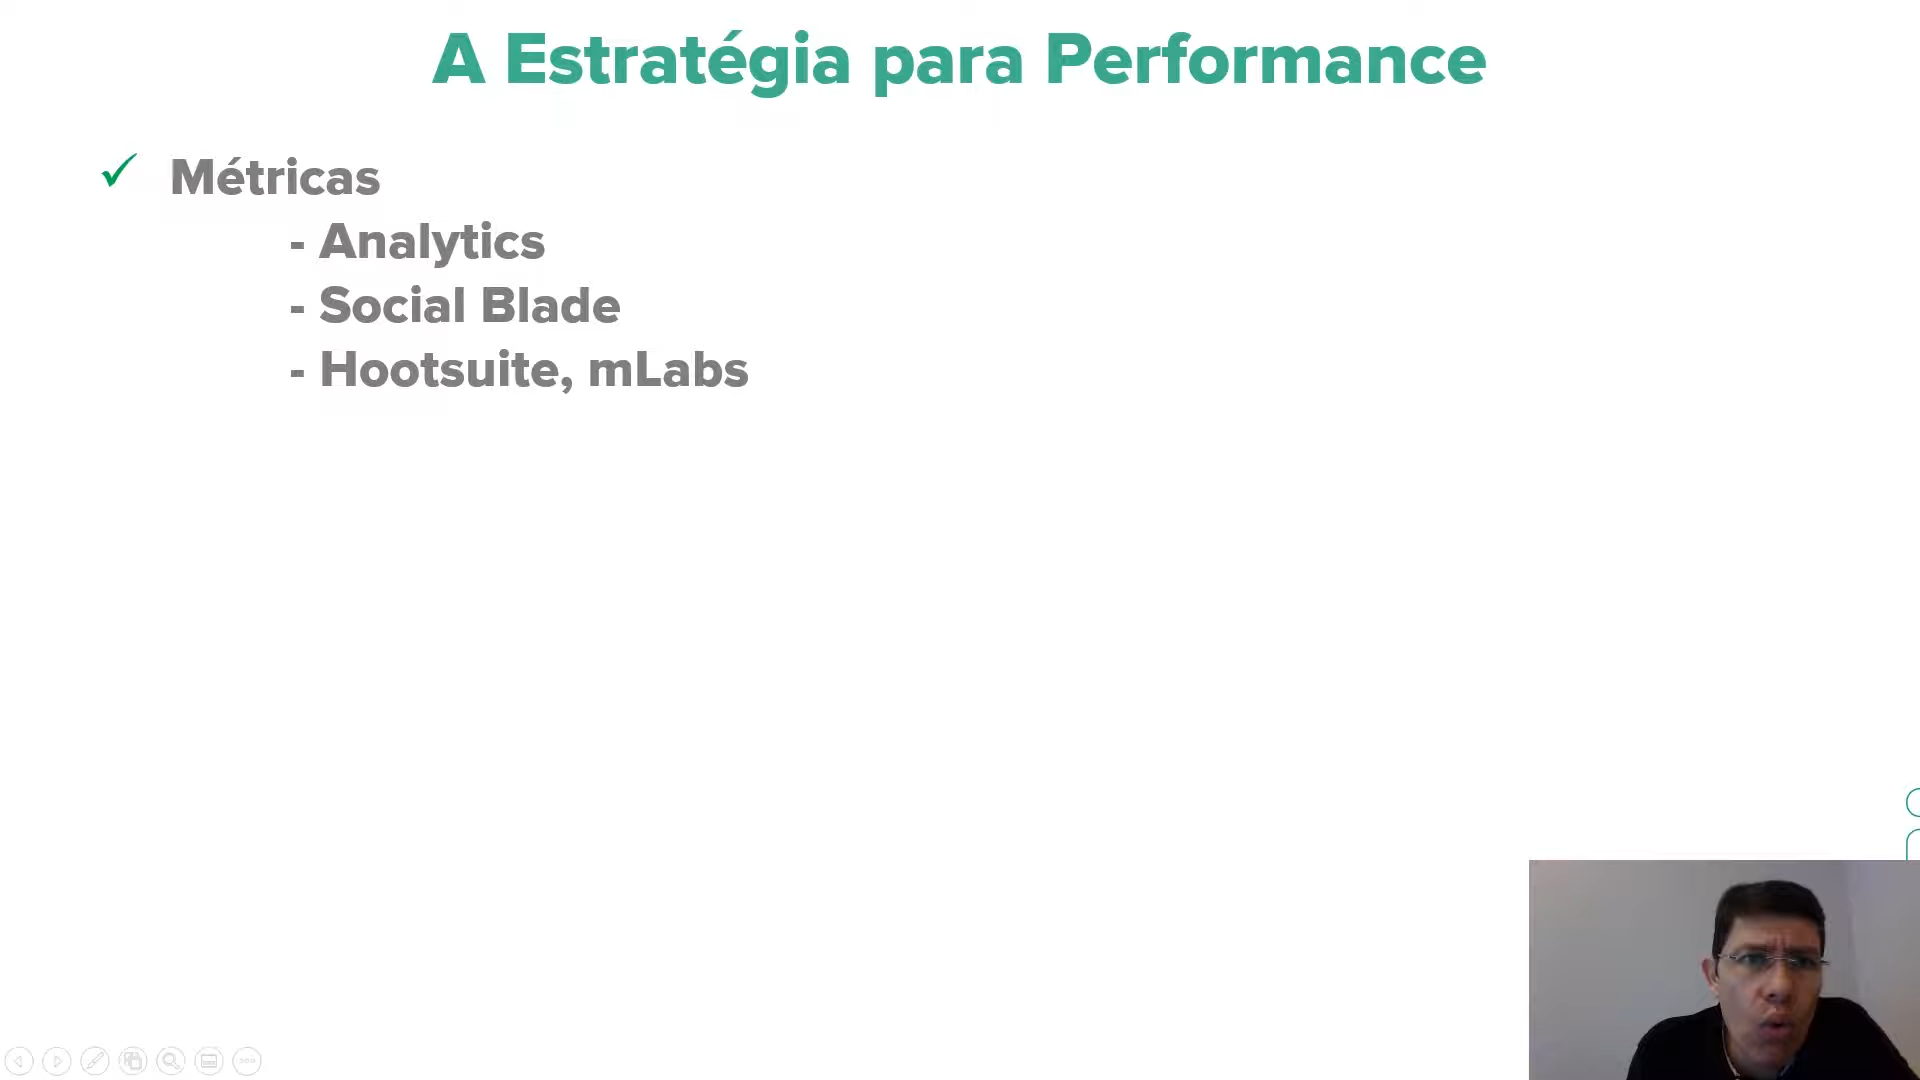 A Estratégia para Performance
✓ Métricas
- Analytics
- Social Blade
- Hootsuite, mLabs